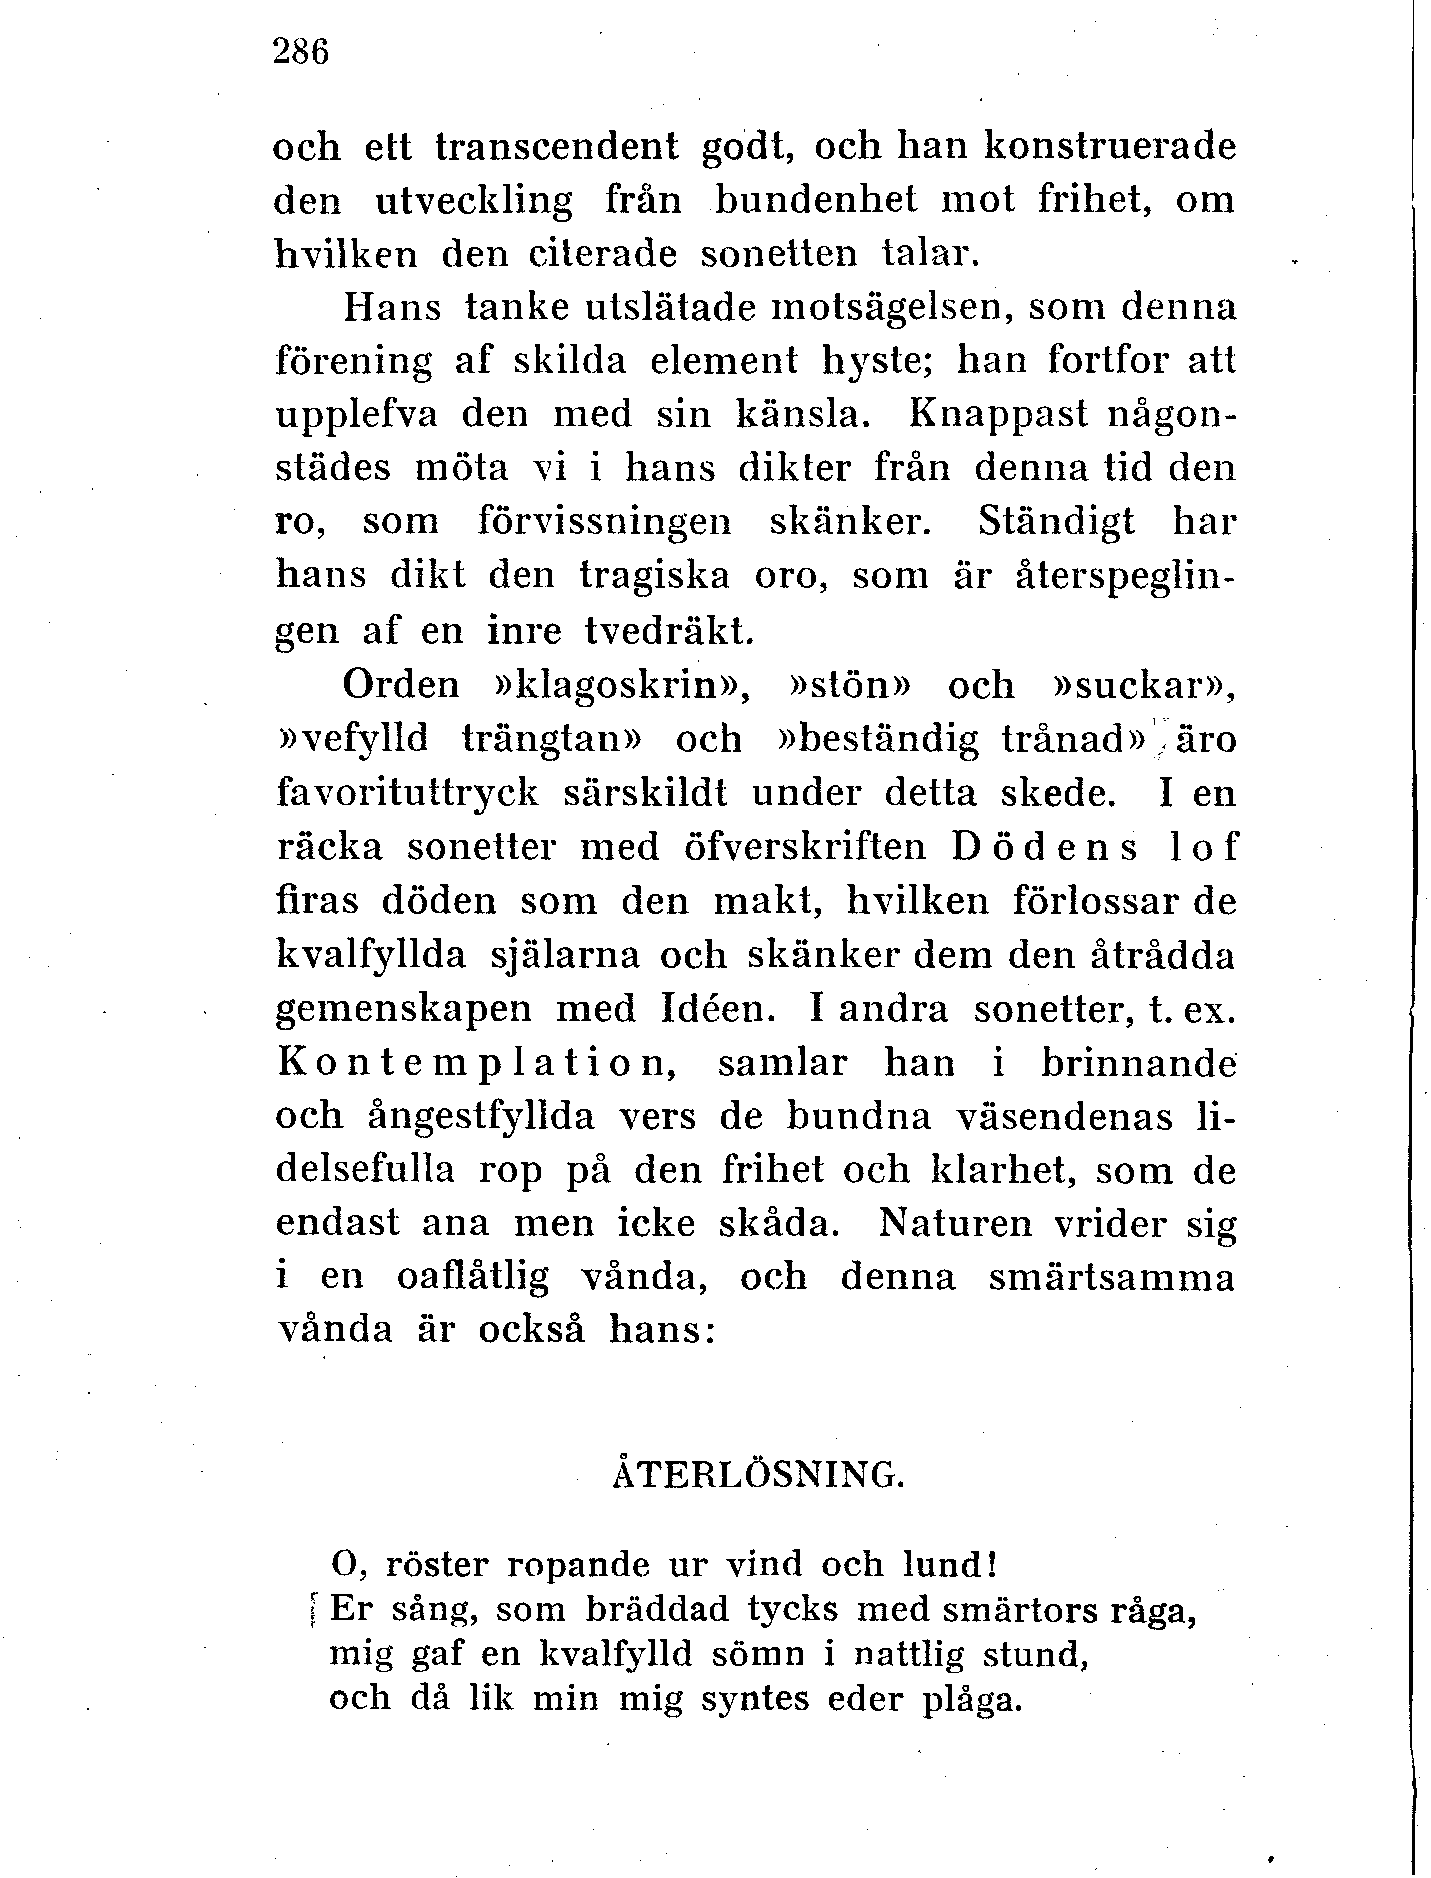 286
och ett transcendent godt, och han konstruerade
den utveckling från bundenhet mot frihet, om
hvilken den citerade sonetten talar.
Hans tanke utslätade motsägelsen, som denna
förening af skilda element hyste; han fortfor att
upplefva den med sin känsla. Knappast någon-
städes möta vi i hans dikter från denna tid den
ro, som förvissningen skänker. Ständigt har
hans dikt den tragiska oro, som är återspeglin-
gen af en inre tvedräkt.
Orden »klagoskrin», »stön» och »suckar»,
»vefylld trängtan» och »beständig trånad» äro
favorituttryck särskildt under detta skede. I en
räcka sonetter med öfverskriften Dödens lof
firas döden som den makt, hvilken förlossar de
kvalfyllda själarna och skänker dem den åtrådda
gemenskapen med Idéen. I andra sonetter, t. ex.
Kontemplation, samlar han i brinnande
och ångestfyllda vers de bundna väsendenas li-
delsefulla rop på den frihet och klarhet, som de
endast ana men icke skåda. Naturen vrider sig
i en oaflåtlig vånda, och denna smärtsamma
vånda är också hans:
ÅTERLÖSNING.
O, röster ropande ur vind och lund!
Er sång, som bräddad tycks med smärtors råga,
mig gaf en kvalfylld sömn i nattlig stund,
och då lik min mig syntes eder plåga.